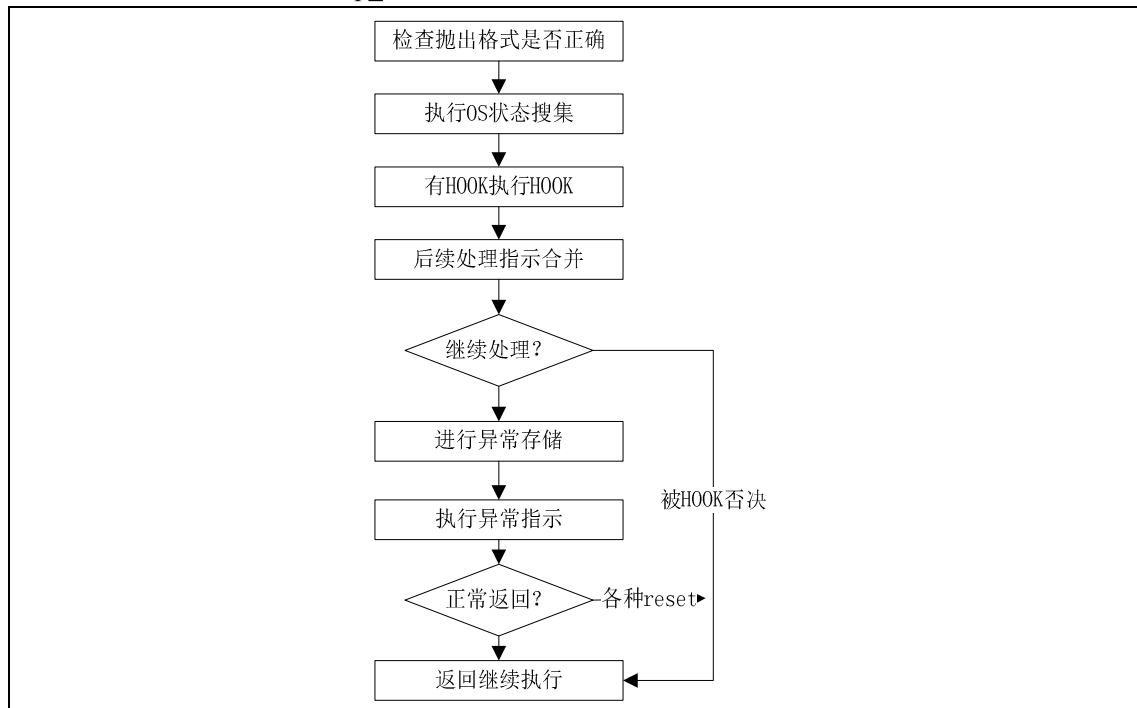 检查抛出格式是否正确
执行OS状态搜集
有HOOK执行HOOK
后续处理指示合并
继续处理?
进行异常存储
被HOOK否决
执行异常指示
正常返回?
各种reset
返回继续执行